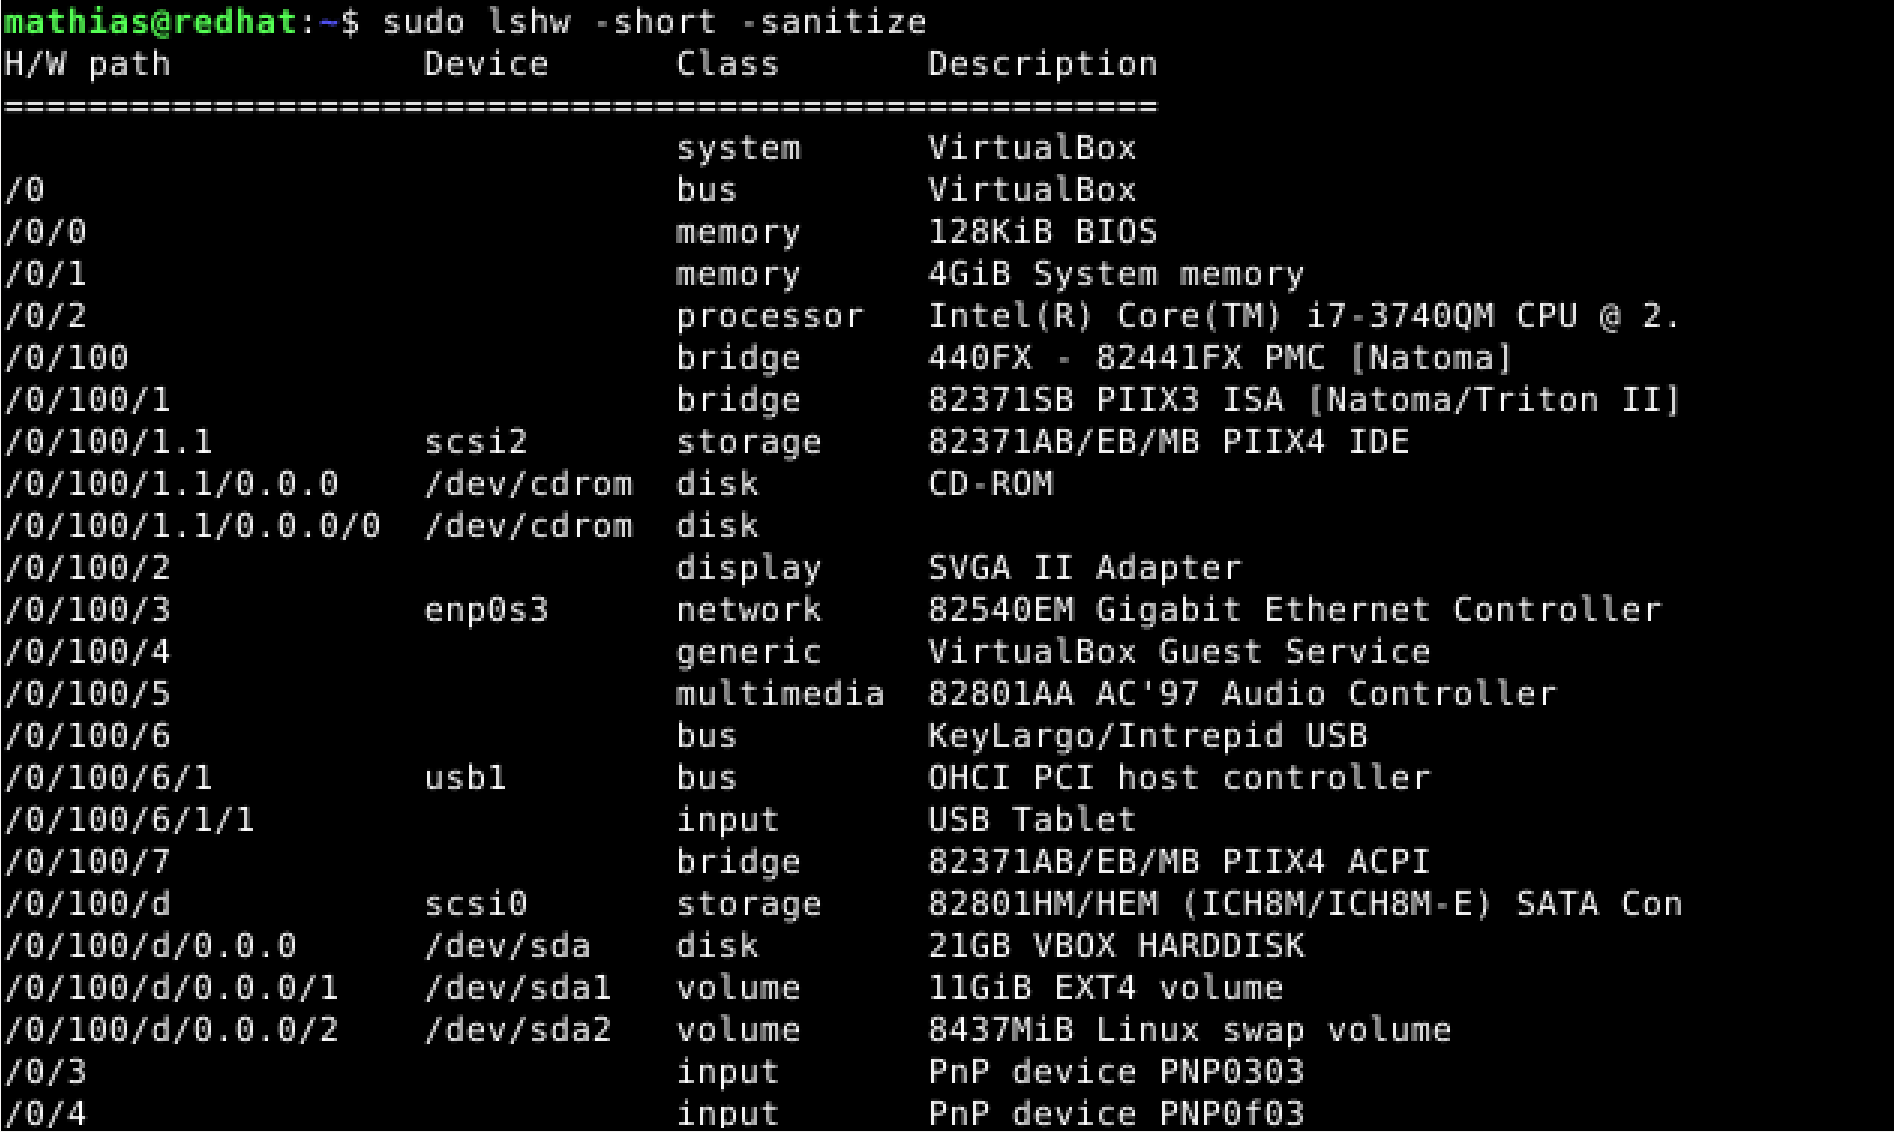 mathias@redhat:~$ sudo lshw -short -sanitize
H/W path            Device      Class       Description
=======================================================
                                system      VirtualBox
/0                              bus         VirtualBox
/0/0                            memory      128KiB BIOS
/0/1                            memory      4GiB System memory
/0/2                            processor   Intel(R) Core(TM) i7-3740QM CPU @ 2.
/0/100                          bridge      440FX - 82441FX PMC [Natoma]
/0/100/1                        bridge      82371SB PIIX3 ISA [Natoma/Triton II]
/0/100/1.1          scsi2       storage     82371AB/EB/MB PIIX4 IDE
/0/100/1.1/0.0.0    /dev/cdrom  disk        CD-ROM
/0/100/1.1/0.0.0/0  /dev/cdrom  disk
/0/100/2                        display     SVGA II Adapter
/0/100/3            enp0s3      network     82540EM Gigabit Ethernet Controller
/0/100/4                        generic     VirtualBox Guest Service
/0/100/5                        multimedia  82801AA AC'97 Audio Controller
/0/100/6                        bus         KeyLargo/Intrepid USB
/0/100/6/1          usb1        bus         OHCI PCI host controller
/0/100/6/1/1                    input       USB Tablet
/0/100/7                        bridge      82371AB/EB/MB PIIX4 ACPI
/0/100/d            scsi0       storage     82801HM/HEM (ICH8M/ICH8M-E) SATA Con
/0/100/d/0.0.0      /dev/sda    disk        21GB VBOX HARDDISK
/0/100/d/0.0.0/1    /dev/sda1   volume      11GiB EXT4 volume
/0/100/d/0.0.0/2    /dev/sda2   volume      8437MiB Linux swap volume
/0/3                            input       PnP device PNP0303
/0/4                            input       PnP device PNP0f03